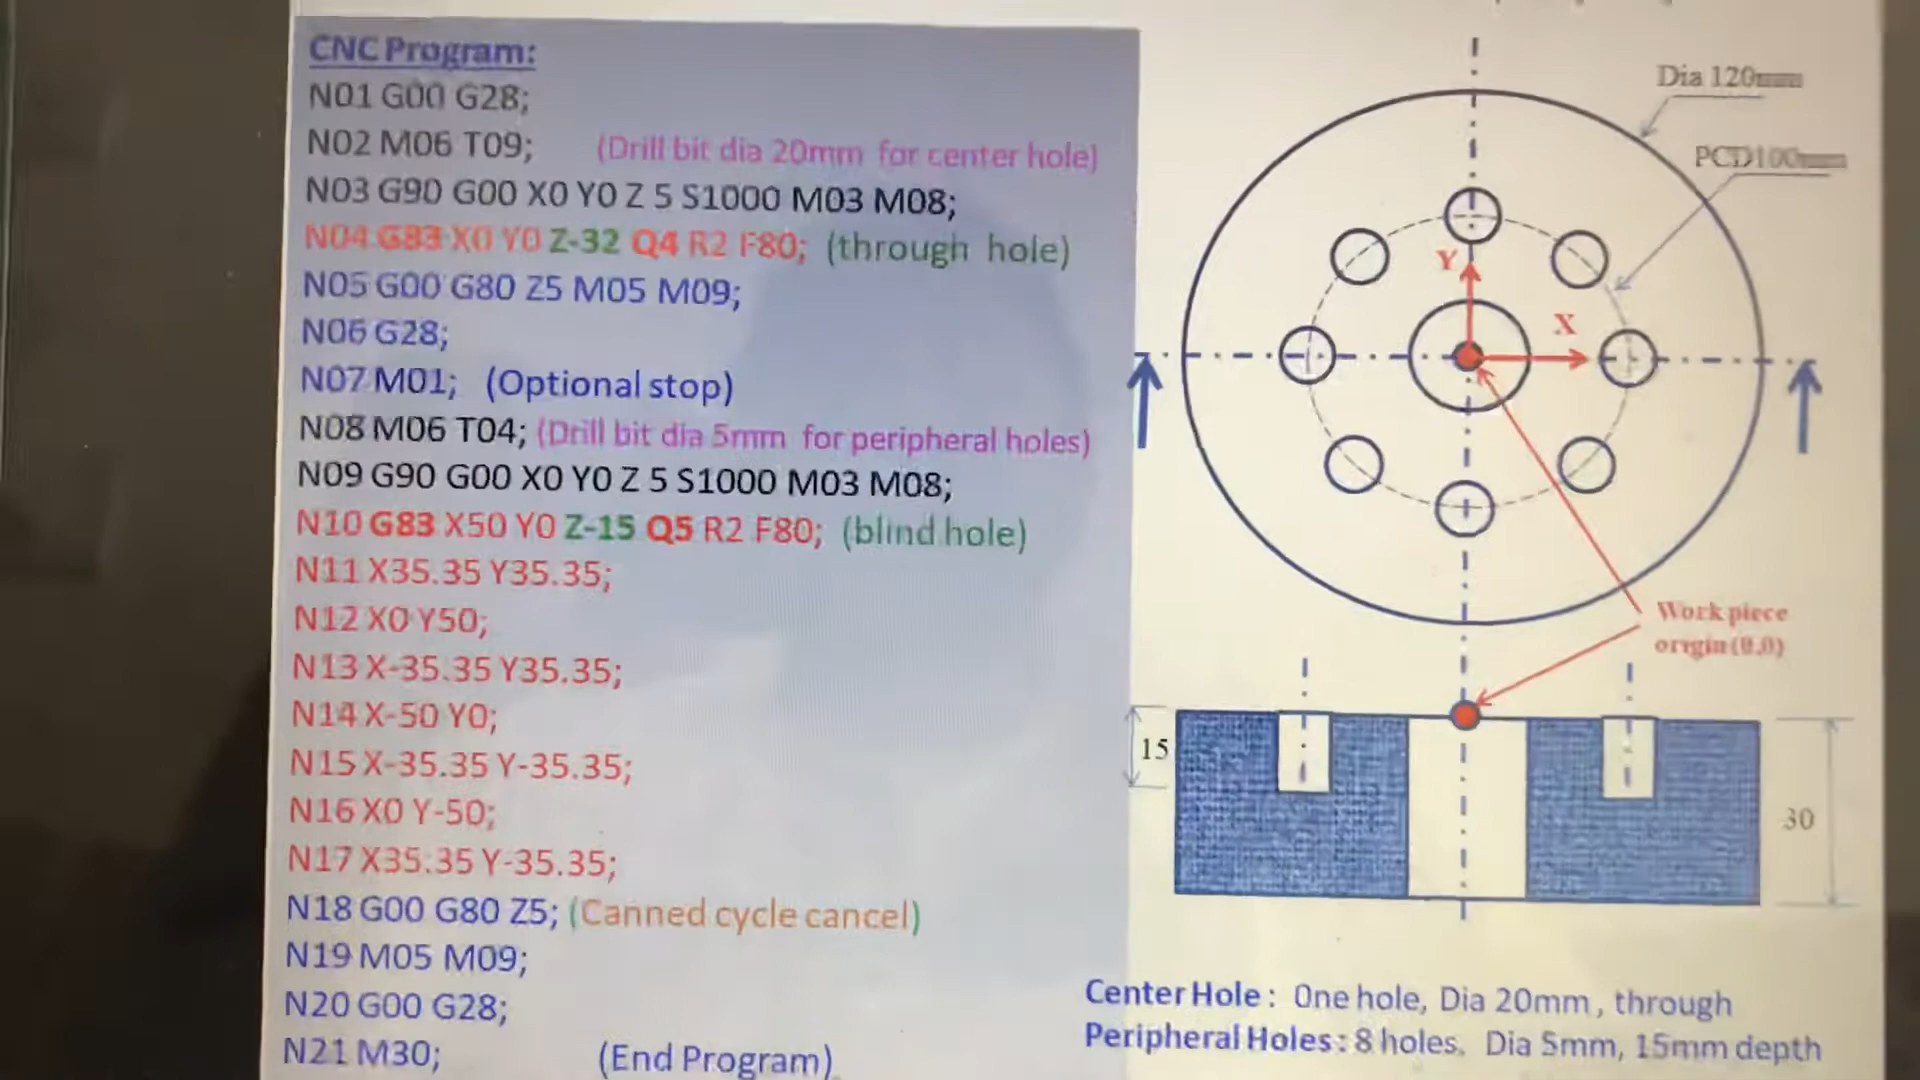 CNC Program:
N01 G00 G28;
N02 M06 T09; (Drill bit dia 20mm for center hole)
N03 G90 G00 X0 Y0 Z 5 S1000 M03 M08;
N04 G83 X0 Y0 Z-32 Q4 R2 F80; (through hole)
N05 G00 G80 Z5 M05 M09;
N06 G28;
N07 M01; (Optional stop)
N08 M06 T04; (Drill bit dia 5mm for peripheral holes)
N09 G90 G00 X0 Y0 Z 5 S1000 M03 M08;
N10 G83 X50 Y0 Z-15 Q5 R2 F80; (blind hole)
N11 X35.35 Y35.35;
N12 X0 Y50;
N13 X-35.35 Y35.35;
N14 X-50 Y0;
N15 X-35.35 Y-35.35;
N16 X0 Y-50;
N17 X35.35 Y-35.35;
N18 G00 G80 Z5; (Canned cycle cancel)
N19 M05 M09;
N20 G00 G28;
N21 M30; (End Program)
Dia 120mm
PCD100mm
Y
X
Work piece
origin (0,0)
15
30
Center Hole : One hole, Dia 20mm, through
Peripheral Holes : 8 holes, Dia 5mm, 15mm depth